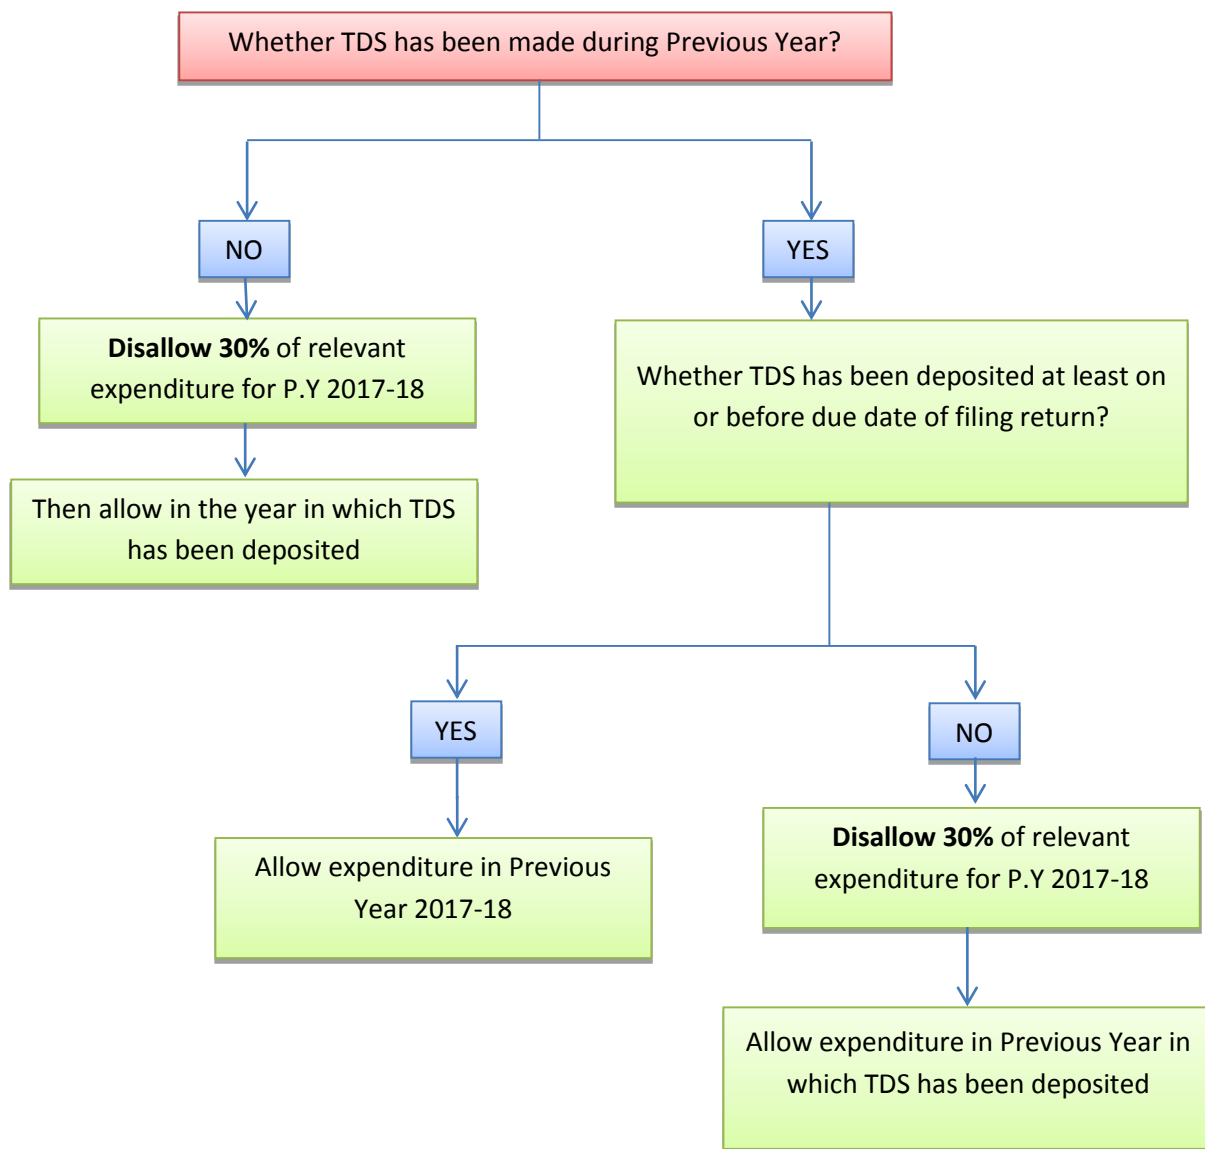 Whether TDS has been made during Previous Year?
NO
YES
Disallow 30% of relevant
expenditure for P.Y 2017-18
Whether TDS has been deposited at least on
or before due date of filing return?
Then allow in the year in which TDS
has been deposited
YES
NO
Allow expenditure in Previous
Year 2017-18
Disallow 30% of relevant
expenditure for P.Y 2017-18
Allow expenditure in Previous Year in
which TDS has been deposited